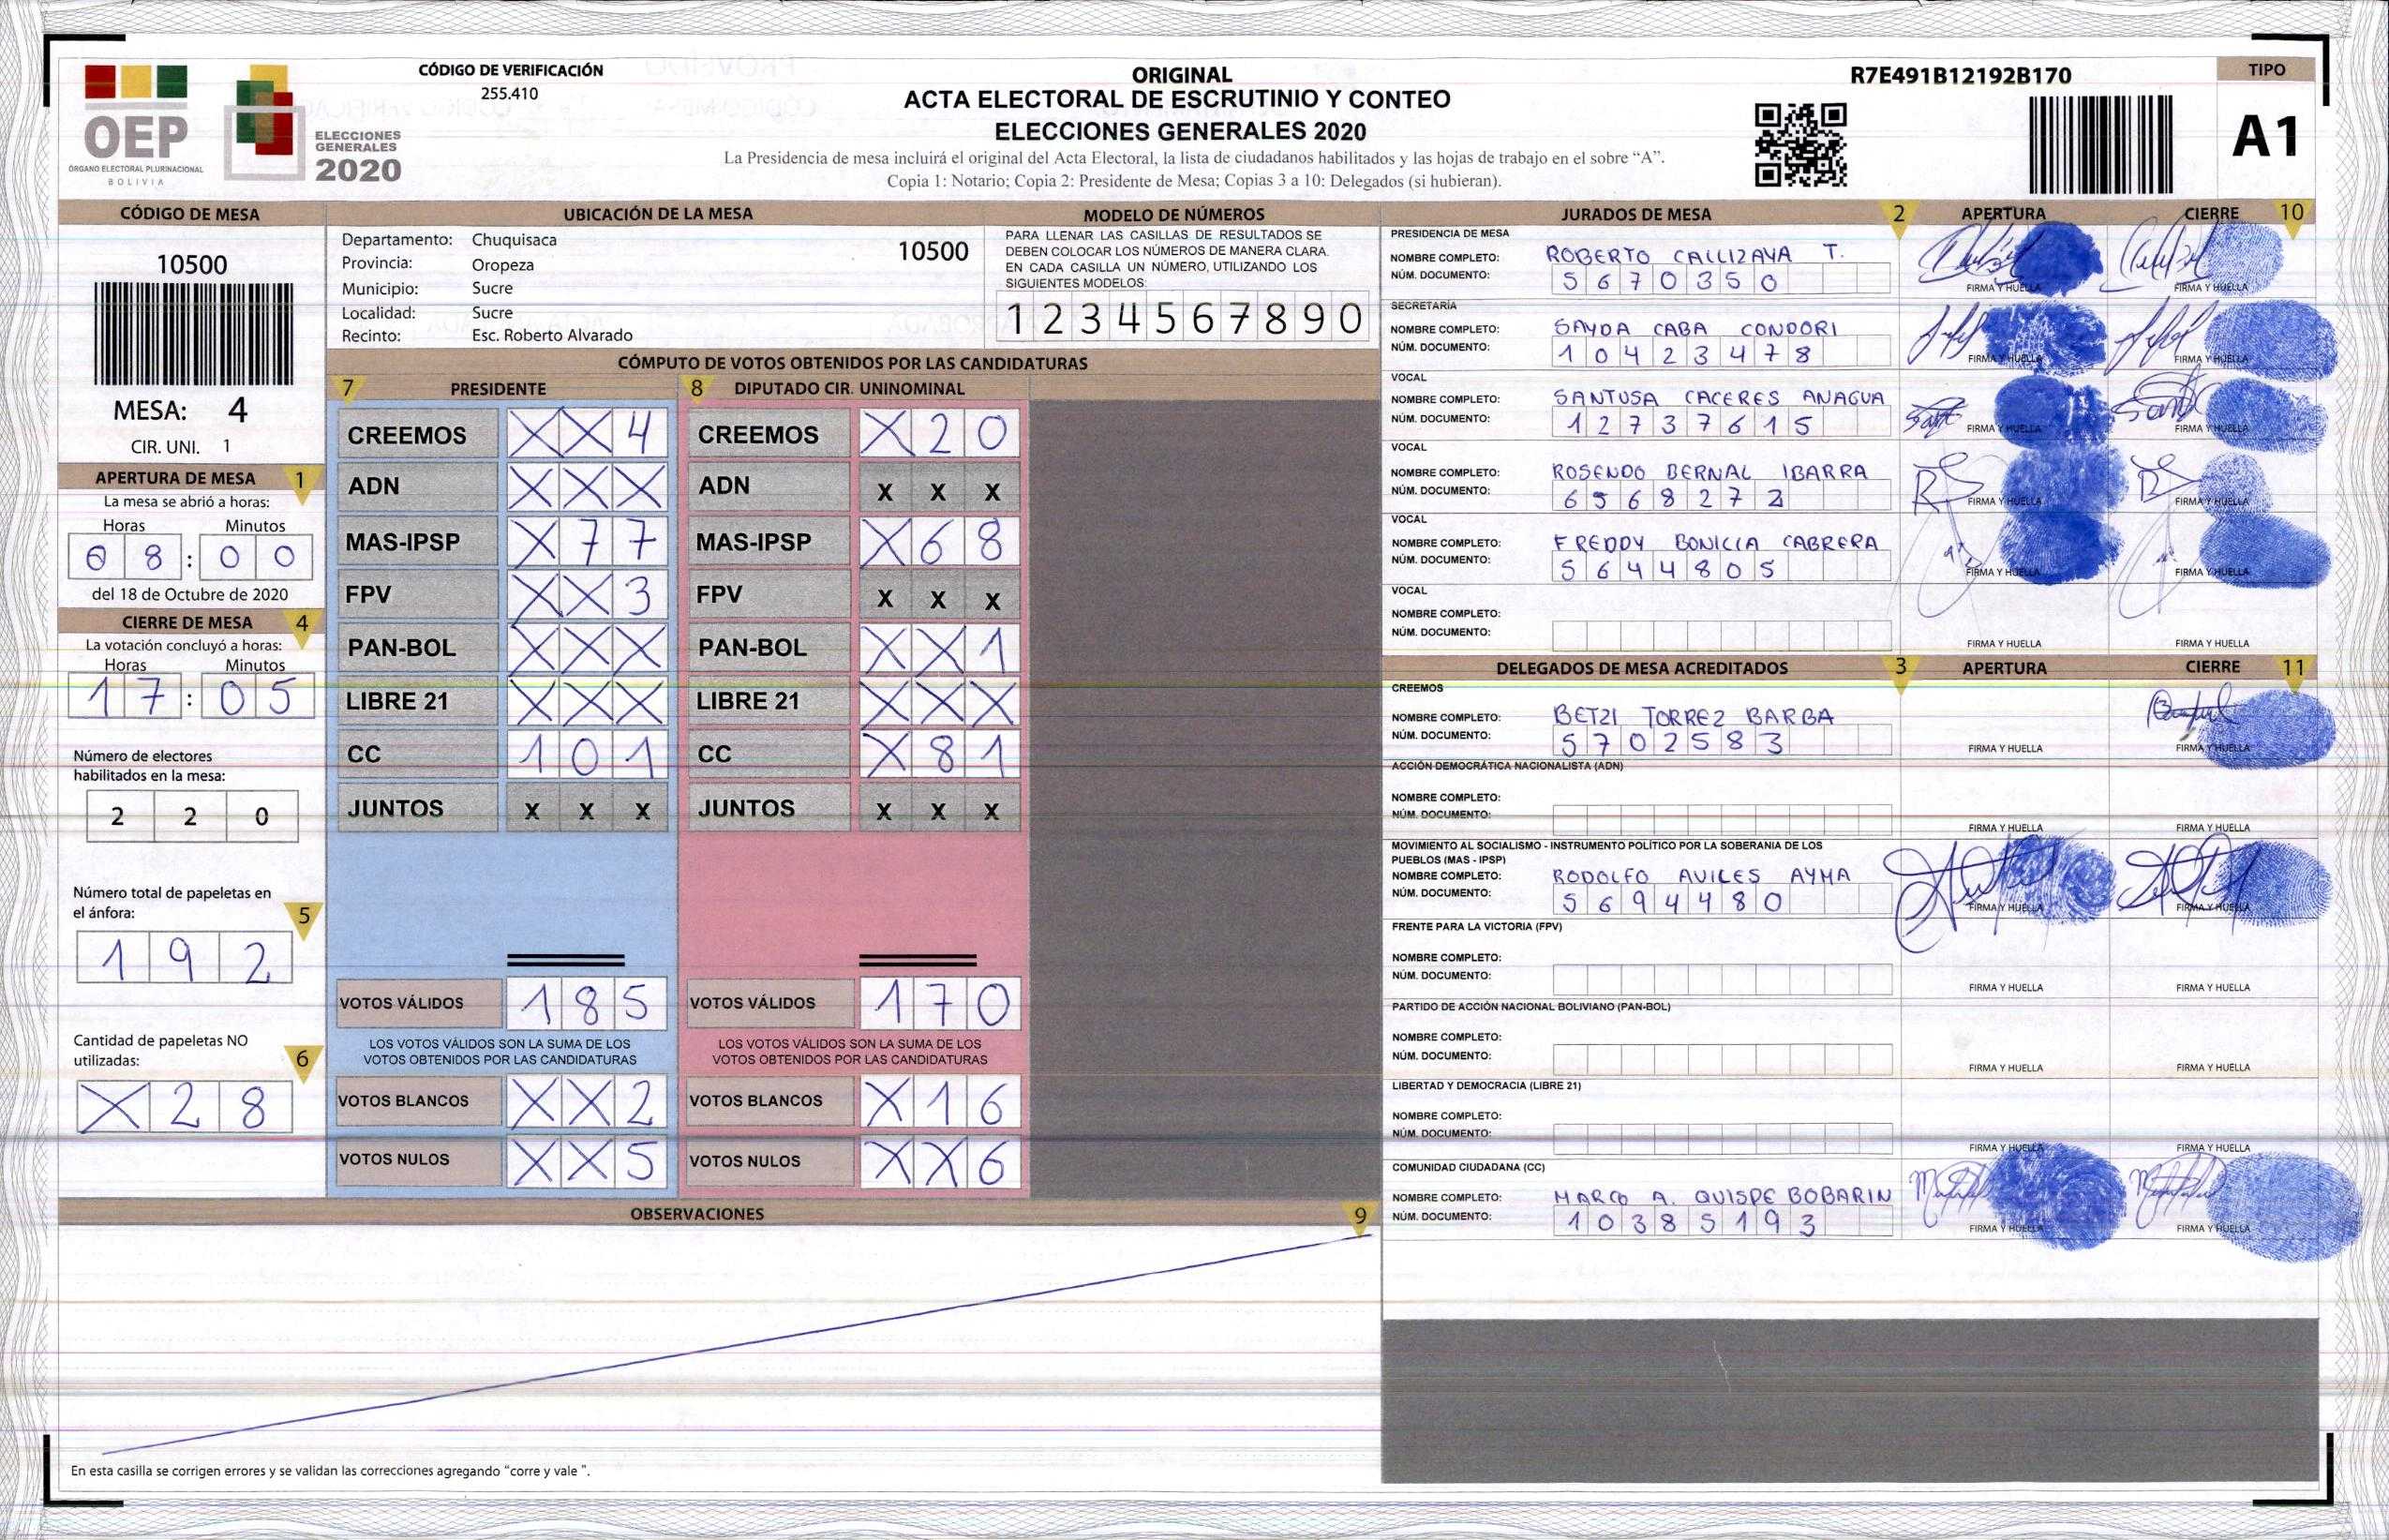 OEP
ÓRGANO ELECTORAL PLURINACIONAL
BOLIVIA
ELECCIONES
GENERALES
2020
CÓDIGO DE VERIFICACIÓN
255.410
ORIGINAL
ACTA ELECTORAL DE ESCRUTINIO Y CONTEO
ELECCIONES GENERALES 2020
La Presidencia de mesa incluirá el original del Acta Electoral, la lista de ciudadanos habilitados y las hojas de trabajo en el sobre “A”.
Copia 1: Notario; Copia 2: Presidente de Mesa; Copias 3 a 10: Delegados (si hubieran).
R7E491B12192B170
TIPO
A1
CÓDIGO DE MESA
10500
MESA: 4
CIR. UNI. 1
APERTURA DE MESA 1
La mesa se abrió a horas:
Horas Minutos
0 8 : 0 0
del 18 de Octubre de 2020
CIERRE DE MESA 4
La votación concluyó a horas:
Horas Minutos
1 7 : 0 5
Número de electores
habilitados en la mesa:
2 2 0
Número total de papeletas en
el ánfora: 5
1 9 2
Cantidad de papeletas NO
utilizadas: 6
X 2 8
UBICACIÓN DE LA MESA
Departamento: Chuquisaca 10500
Provincia: Oropeza
Municipio: Sucre
Localidad: Sucre
Recinto: Esc. Roberto Alvarado
MODELO DE NÚMEROS
PARA LLENAR LAS CASILLAS DE RESULTADOS SE
DEBEN COLOCAR LOS NÚMEROS DE MANERA CLARA.
EN CADA CASILLA UN NÚMERO, UTILIZANDO LOS
SIGUIENTES MODELOS:
1 2 3 4 5 6 7 8 9 0
CÓMPUTO DE VOTOS OBTENIDOS POR LAS CANDIDATURAS
7 PRESIDENTE
CREEMOS X X 4
ADN X X X
MAS-IPSP X 7 7
FPV X X 3
PAN-BOL X X X
LIBRE 21 X X X
CC 1 0 1
JUNTOS X X X
VOTOS VÁLIDOS 1 8 5
LOS VOTOS VÁLIDOS SON LA SUMA DE LOS
VOTOS OBTENIDOS POR LAS CANDIDATURAS
VOTOS BLANCOS X X 2
VOTOS NULOS X X 5
8 DIPUTADO CIR. UNINOMINAL
CREEMOS X 2 0
ADN X X X
MAS-IPSP X 6 8
FPV X X X
PAN-BOL X X 1
LIBRE 21 X X X
CC X 8 1
JUNTOS X X X
VOTOS VÁLIDOS 1 7 0
LOS VOTOS VÁLIDOS SON LA SUMA DE LOS
VOTOS OBTENIDOS POR LAS CANDIDATURAS
VOTOS BLANCOS X 1 6
VOTOS NULOS X X 6
OBSERVACIONES 9
En esta casilla se corrigen errores y se validan las correcciones agregando “corre y vale ”.
JURADOS DE MESA 2 APERTURA CIERRE 10
PRESIDENCIA DE MESA
NOMBRE COMPLETO: ROBERTO CALLIZAYA T.
NÚM. DOCUMENTO: 5 6 7 0 3 5 0
FIRMA Y HUELLA FIRMA Y HUELLA
SECRETARÍA
NOMBRE COMPLETO: SAYDA CABA CONDORI
NÚM. DOCUMENTO: 1 0 4 2 3 4 7 8
FIRMA Y HUELLA FIRMA Y HUELLA
VOCAL
NOMBRE COMPLETO: SANTUSA CACERES ANAGUA
NÚM. DOCUMENTO: 1 2 7 3 7 6 1 5
FIRMA Y HUELLA FIRMA Y HUELLA
VOCAL
NOMBRE COMPLETO: ROSENDO BERNAL IBARRA
NÚM. DOCUMENTO: 6 5 6 8 2 7 2
FIRMA Y HUELLA FIRMA Y HUELLA
VOCAL
NOMBRE COMPLETO: FREDDY BONILLA CABRERA
NÚM. DOCUMENTO: 5 6 4 4 8 0 5
FIRMA Y HUELLA FIRMA Y HUELLA
VOCAL
NOMBRE COMPLETO:
NÚM. DOCUMENTO:
FIRMA Y HUELLA FIRMA Y HUELLA
DELEGADOS DE MESA ACREDITADOS 3 APERTURA CIERRE 11
CREEMOS
NOMBRE COMPLETO: BETZI TORREZ BARBA
NÚM. DOCUMENTO: 5 7 0 2 5 8 3
FIRMA Y HUELLA FIRMA Y HUELLA
ACCIÓN DEMOCRÁTICA NACIONALISTA (ADN)
NOMBRE COMPLETO:
NÚM. DOCUMENTO:
FIRMA Y HUELLA FIRMA Y HUELLA
MOVIMIENTO AL SOCIALISMO - INSTRUMENTO POLÍTICO POR LA SOBERANIA DE LOS
PUEBLOS (MAS - IPSP)
NOMBRE COMPLETO: RODOLFO AVILES AYMA
NÚM. DOCUMENTO: 5 6 9 4 4 8 0
FIRMA Y HUELLA FIRMA Y HUELLA
FRENTE PARA LA VICTORIA (FPV)
NOMBRE COMPLETO:
NÚM. DOCUMENTO:
FIRMA Y HUELLA FIRMA Y HUELLA
PARTIDO DE ACCIÓN NACIONAL BOLIVIANO (PAN-BOL)
NOMBRE COMPLETO:
NÚM. DOCUMENTO:
FIRMA Y HUELLA FIRMA Y HUELLA
LIBERTAD Y DEMOCRACIA (LIBRE 21)
NOMBRE COMPLETO:
NÚM. DOCUMENTO:
FIRMA Y HUELLA FIRMA Y HUELLA
COMUNIDAD CIUDADANA (CC)
NOMBRE COMPLETO: MARCO A. QUISPE BOBARIN
NÚM. DOCUMENTO: 1 0 3 8 5 1 9 3
FIRMA Y HUELLA FIRMA Y HUELLA